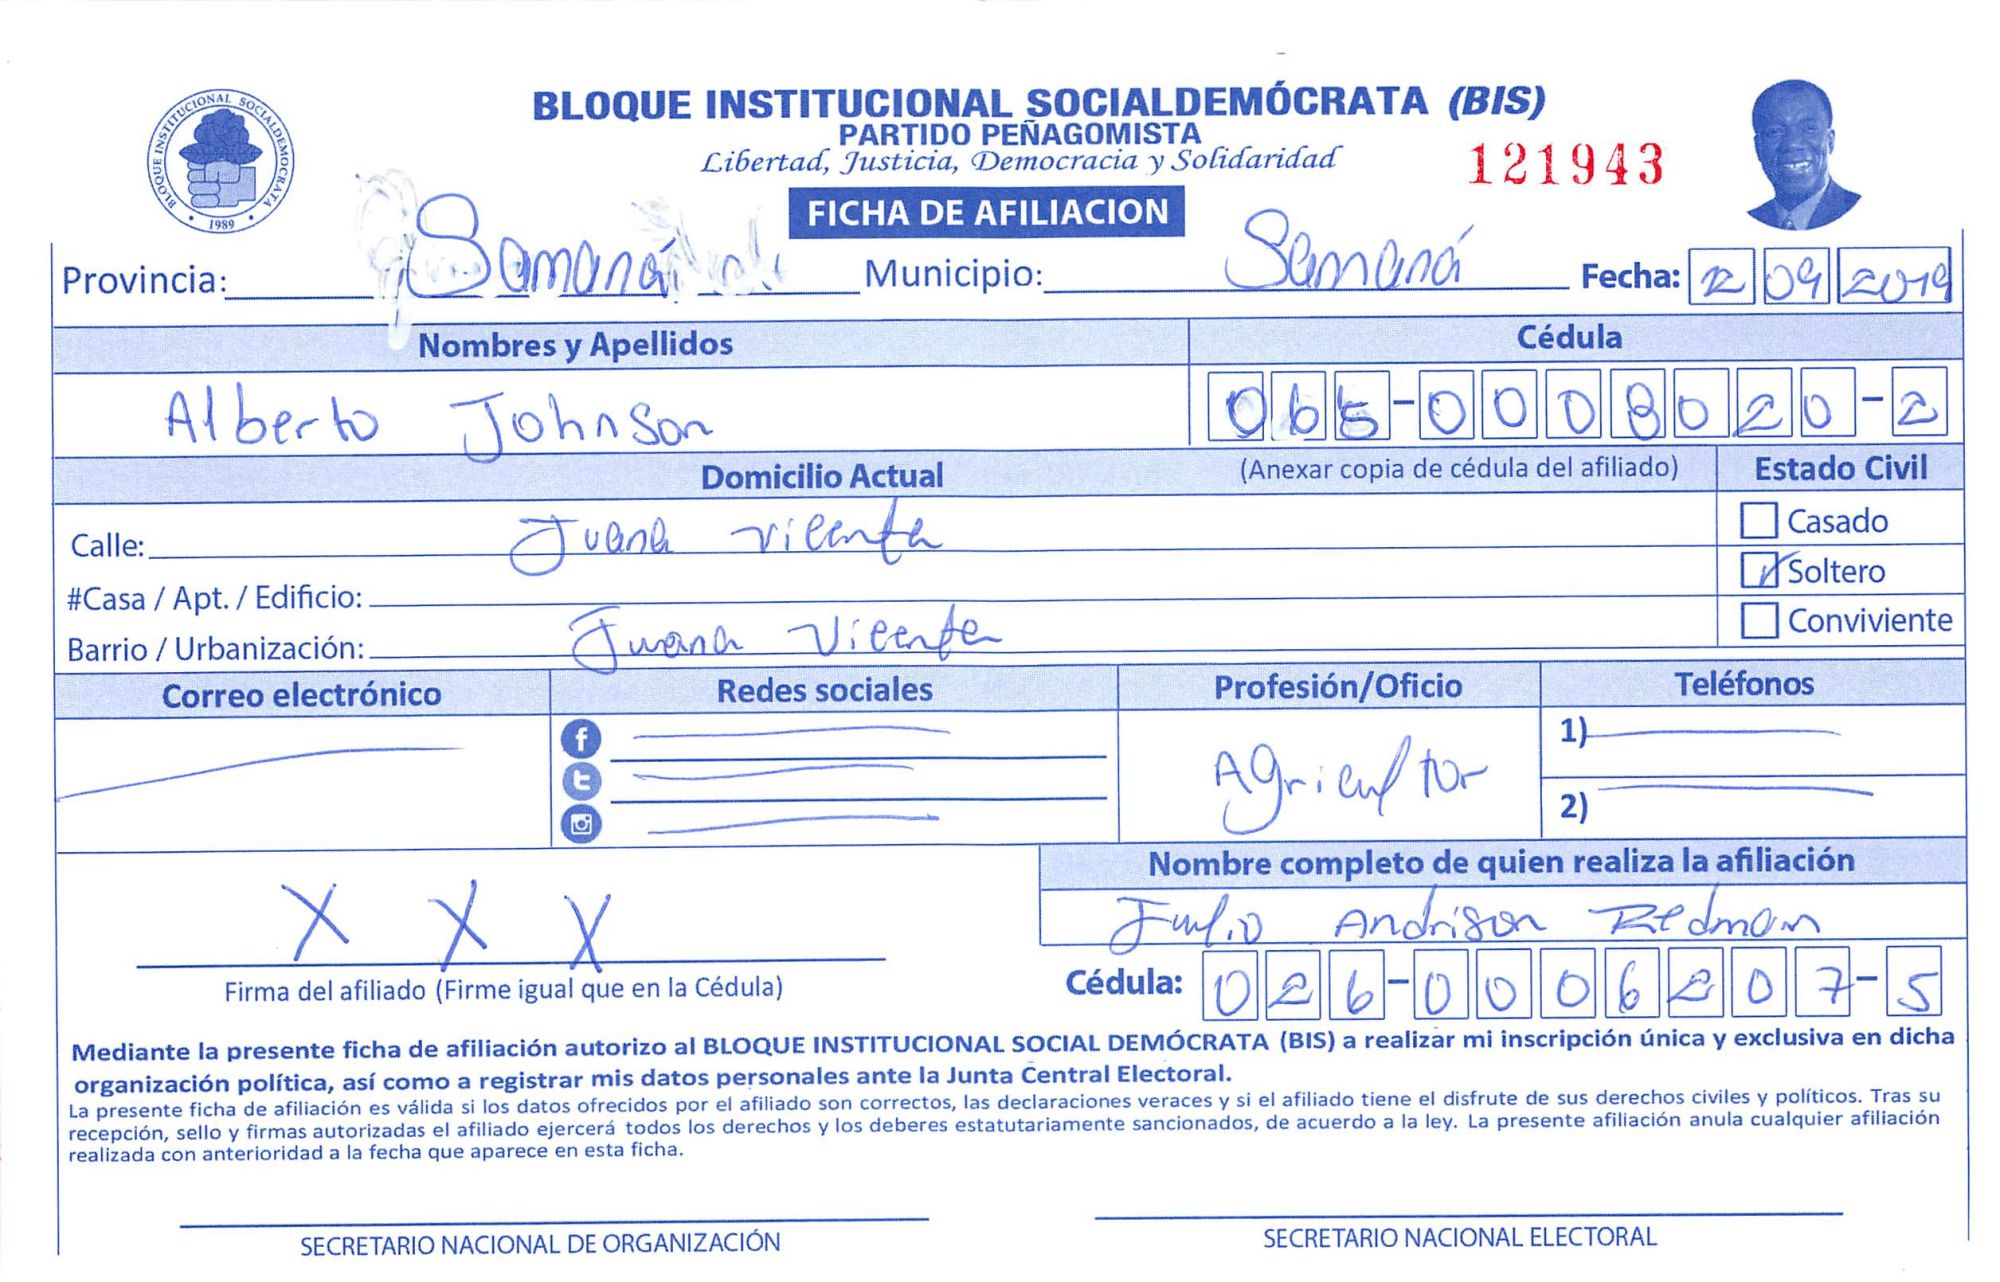 BLOQUE INSTITUCIONAL SOCIALDEMOCRATA
1989
BLOQUE INSTITUCIONAL SOCIALDEMÓCRATA (BIS)
PARTIDO PEÑAGOMISTA
Libertad, Justicia, Democracia y Solidaridad
121943
FICHA DE AFILIACION
Provincia: Samaná Municipio: Samaná Fecha: 12 09 2019
Nombres y Apellidos Cédula
Alberto Johnson 065-0008020-2
Domicilio Actual (Anexar copia de cédula del afiliado) Estado Civil
Calle: Juana Vicenta Casado
#Casa / Apt. / Edificio: Soltero
Barrio / Urbanización: Juana Vicenta Conviviente
Correo electrónico Redes sociales Profesión/Oficio Teléfonos
1)
Agricultor
2)
Nombre completo de quien realiza la afiliación
X X X Julio Andrison Redman
Firma del afiliado (Firme igual que en la Cédula) Cédula: 026-0006207-5
Mediante la presente ficha de afiliación autorizo al BLOQUE INSTITUCIONAL SOCIAL DEMÓCRATA (BIS) a realizar mi inscripción única y exclusiva en dicha
organización política, así como a registrar mis datos personales ante la Junta Central Electoral.
La presente ficha de afiliación es válida si los datos ofrecidos por el afiliado son correctos, las declaraciones veraces y si el afiliado tiene el disfrute de sus derechos civiles y políticos. Tras su
recepción, sello y firmas autorizadas el afiliado ejercerá todos los derechos y los deberes estatutariamente sancionados, de acuerdo a la ley. La presente afiliación anula cualquier afiliación
realizada con anterioridad a la fecha que aparece en esta ficha.
SECRETARIO NACIONAL DE ORGANIZACIÓN SECRETARIO NACIONAL ELECTORAL